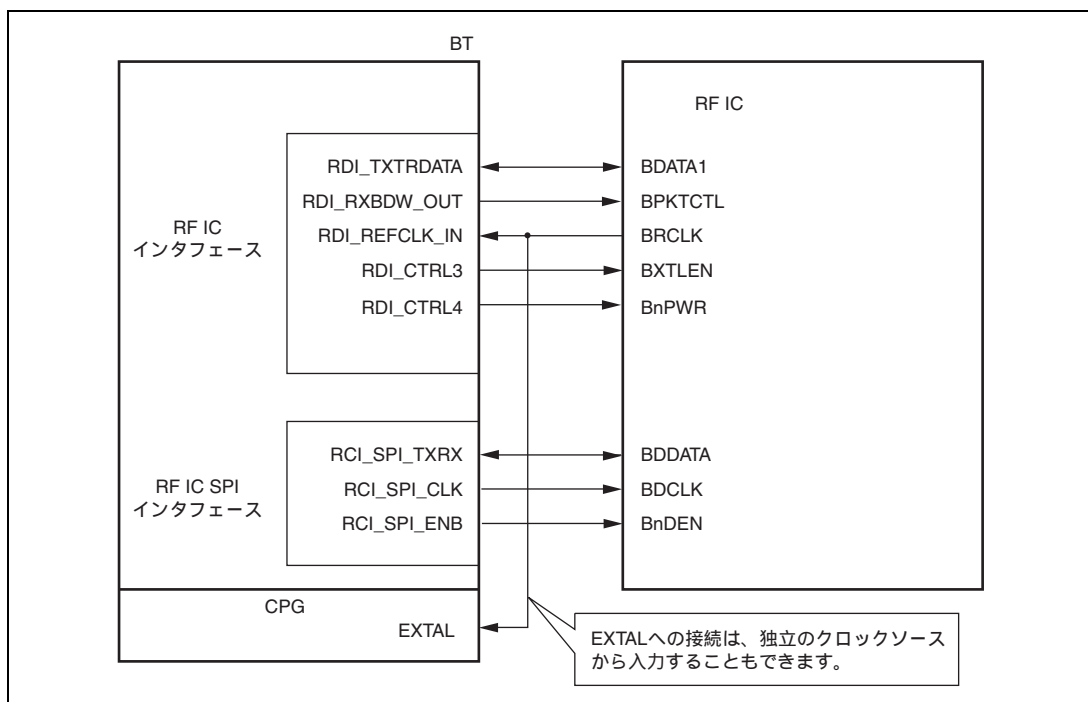 BT
RF IC
インタフェース
RDI_TXTRDATA
RDI_RXBDW_OUT
RDI_REFCLK_IN
RDI_CTRL3
RDI_CTRL4
RF IC
BDATA1
BPKTCTL
BRCLK
BXTLEN
BnPWR
RF IC SPI
インタフェース
RCI_SPI_TXRX
RCI_SPI_CLK
RCI_SPI_ENB
BDDATA
BDCLK
BnDEN
CPG
EXTAL
EXTALへの接続は、独立のクロックソース
から入力することもできます。